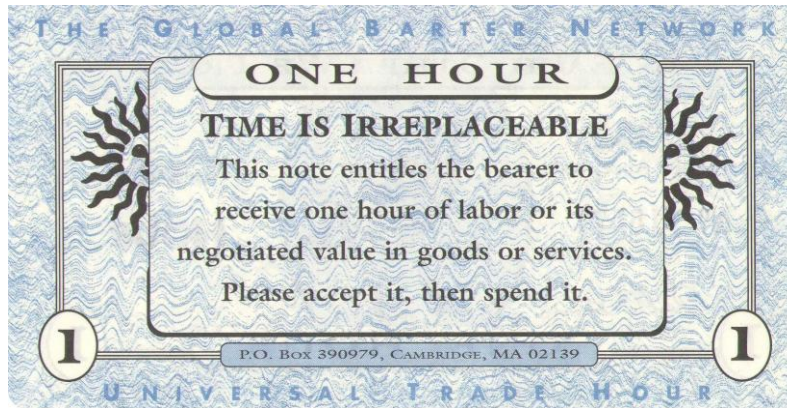 THE GLOBAL BARTER NETWORK
ONE HOUR
TIME IS IRREPLACEABLE
This note entitles the bearer to
receive one hour of labor or its
negotiated value in goods or services.
Please accept it, then spend it.
1
P.O. BOX 390979, CAMBRIDGE, MA 02139
1
UNIVERSAL TRADE HOUR